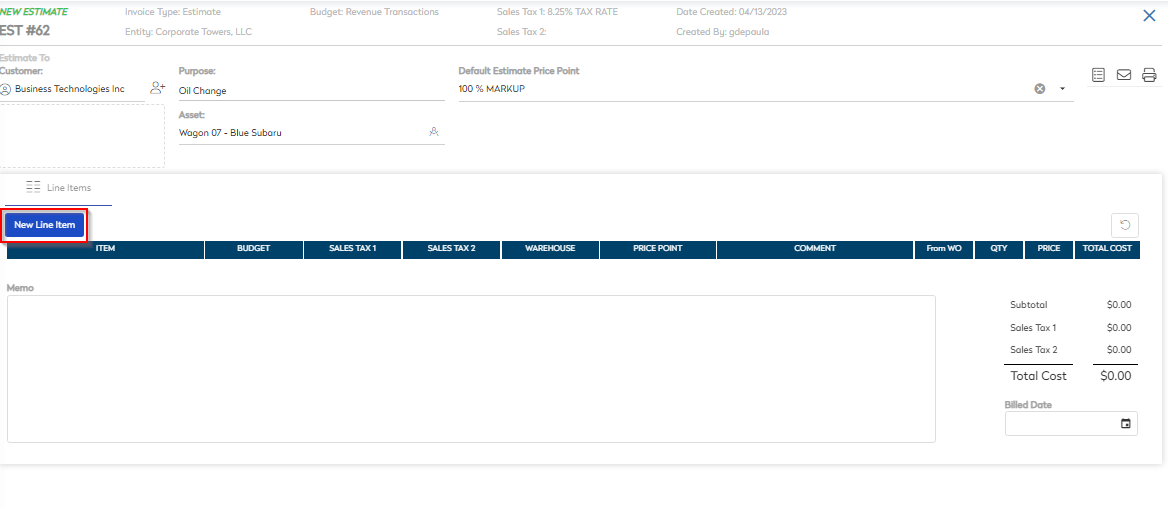 NEW ESTIMATE
EST #62
Invoice Type: Estimate
Entity: Corporate Towers, LLC
Budget: Revenue Transactions
Sales Tax 1: 8.25% TAX RATE
Sales Tax 2:
Date Created: 04/13/2023
Created By: gdepaula
Estimate To
Customer:
Business Technologies Inc
Purpose:
Oil Change
Default Estimate Price Point
100 % MARKUP
Asset:
Wagon 07 - Blue Subaru
Line Items
New Line Item
ITEM BUDGET SALES TAX 1 SALES TAX 2 WAREHOUSE PRICE POINT COMMENT From WO QTY PRICE TOTAL COST
Memo
Subtotal $0.00
Sales Tax 1 $0.00
Sales Tax 2 $0.00
Total Cost $0.00
Billed Date